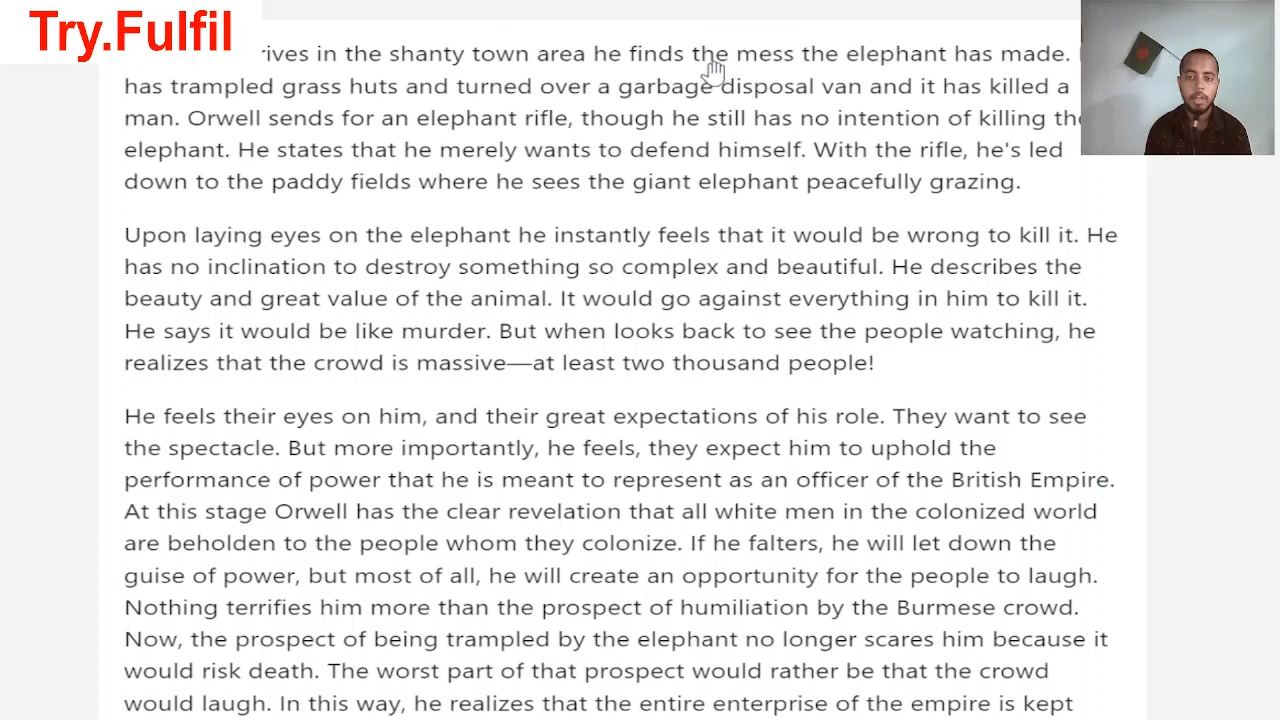 Try.Fulfil
rives in the shanty town area he finds the mess the elephant has made.
has trampled grass huts and turned over a garbage disposal van and it has killed a
man. Orwell sends for an elephant rifle, though he still has no intention of killing the
elephant. He states that he merely wants to defend himself. With the rifle, he's led
down to the paddy fields where he sees the giant elephant peacefully grazing.
Upon laying eyes on the elephant he instantly feels that it would be wrong to kill it. He
has no inclination to destroy something so complex and beautiful. He describes the
beauty and great value of the animal. It would go against everything in him to kill it.
He says it would be like murder. But when looks back to see the people watching, he
realizes that the crowd is massive—at least two thousand people!
He feels their eyes on him, and their great expectations of his role. They want to see
the spectacle. But more importantly, he feels, they expect him to uphold the
performance of power that he is meant to represent as an officer of the British Empire.
At this stage Orwell has the clear revelation that all white men in the colonized world
are beholden to the people whom they colonize. If he falters, he will let down the
guise of power, but most of all, he will create an opportunity for the people to laugh.
Nothing terrifies him more than the prospect of humiliation by the Burmese crowd.
Now, the prospect of being trampled by the elephant no longer scares him because it
would risk death. The worst part of that prospect would rather be that the crowd
would laugh. In this way, he realizes that the entire enterprise of the empire is kept